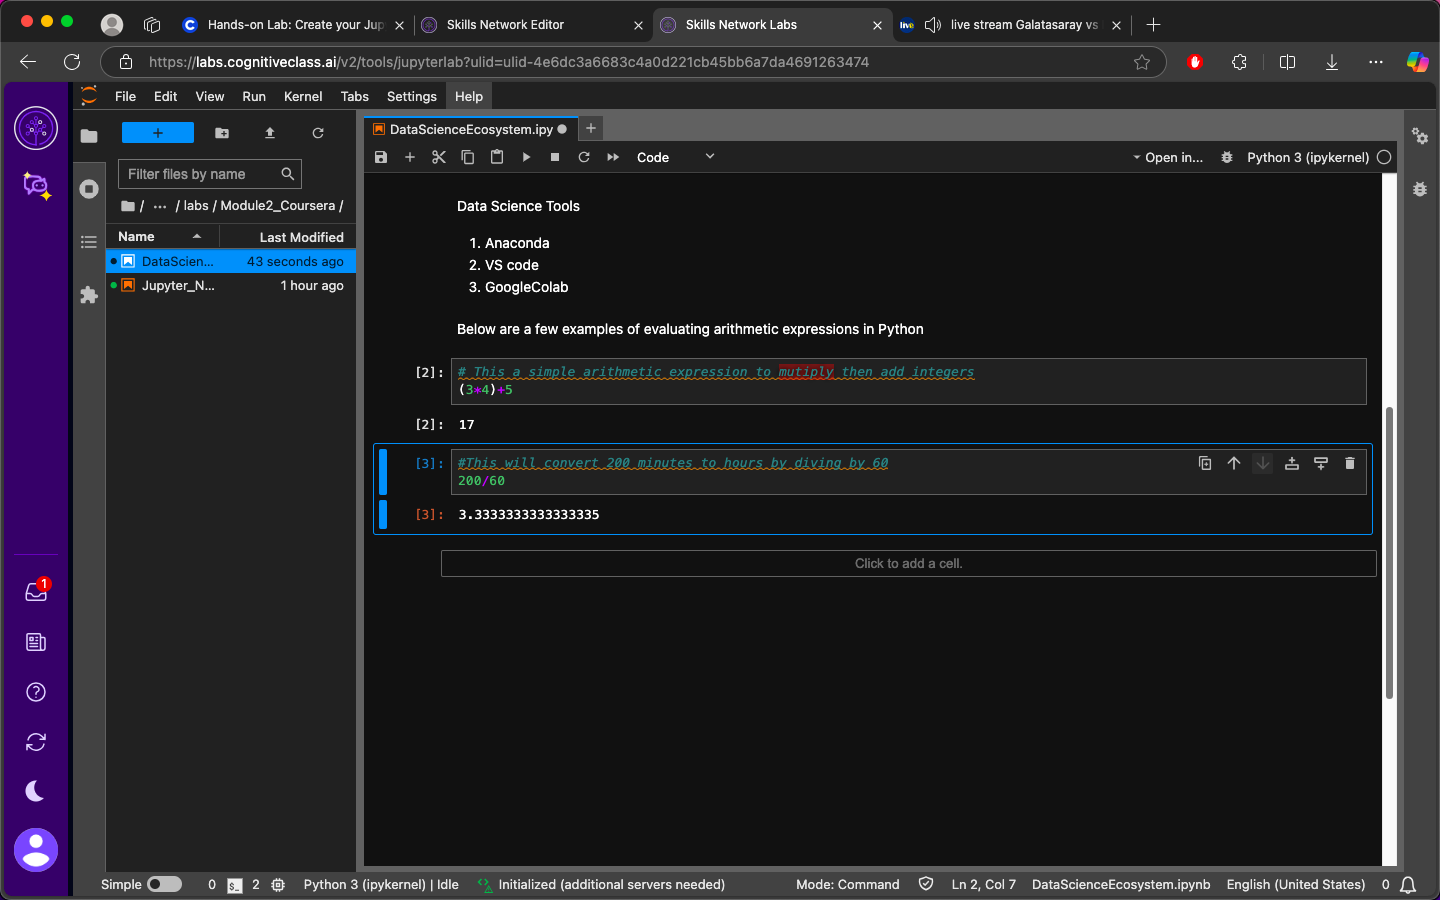 Hands-on Lab: Create your Jup
Skills Network Editor
Skills Network Labs
live
live stream Galatasaray vs
https://labs.cognitiveclass.ai/v2/tools/jupyterlab?ulid=ulid-4e6dc3a6683c4a0d221cb45bb6a7da4691263474
File Edit View Run Kernel Tabs Settings Help
DataScienceEcosystem.ipy
Code
Open in...
Python 3 (ipykernel)
Filter files by name
/ ... / labs / Module2_Coursera /
Name Last Modified
DataScien... 43 seconds ago
Jupyter_N... 1 hour ago
Data Science Tools
1. Anaconda
2. VS code
3. GoogleColab
Below are a few examples of evaluating arithmetic expressions in Python
[2]: # This a simple arithmetic expression to mutiply then add integers
(3*4)+5
[2]: 17
[3]: #This will convert 200 minutes to hours by diving by 60
200/60
[3]: 3.3333333333333335
Click to add a cell.
1
Simple 0 $_ 2 Python 3 (ipykernel) | Idle Initialized (additional servers needed) Mode: Command Ln 2, Col 7 DataScienceEcosystem.ipynb English (United States) 0